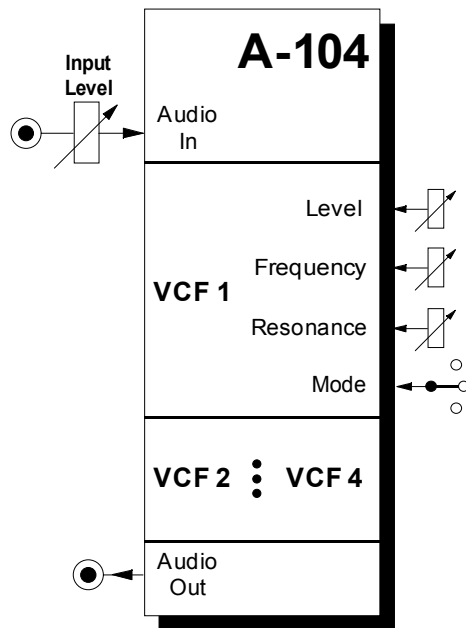 A-104
Input
Level
Audio
In
Level
Frequency
VCF 1
Resonance
Mode
VCF 2 VCF 4
Audio
Out